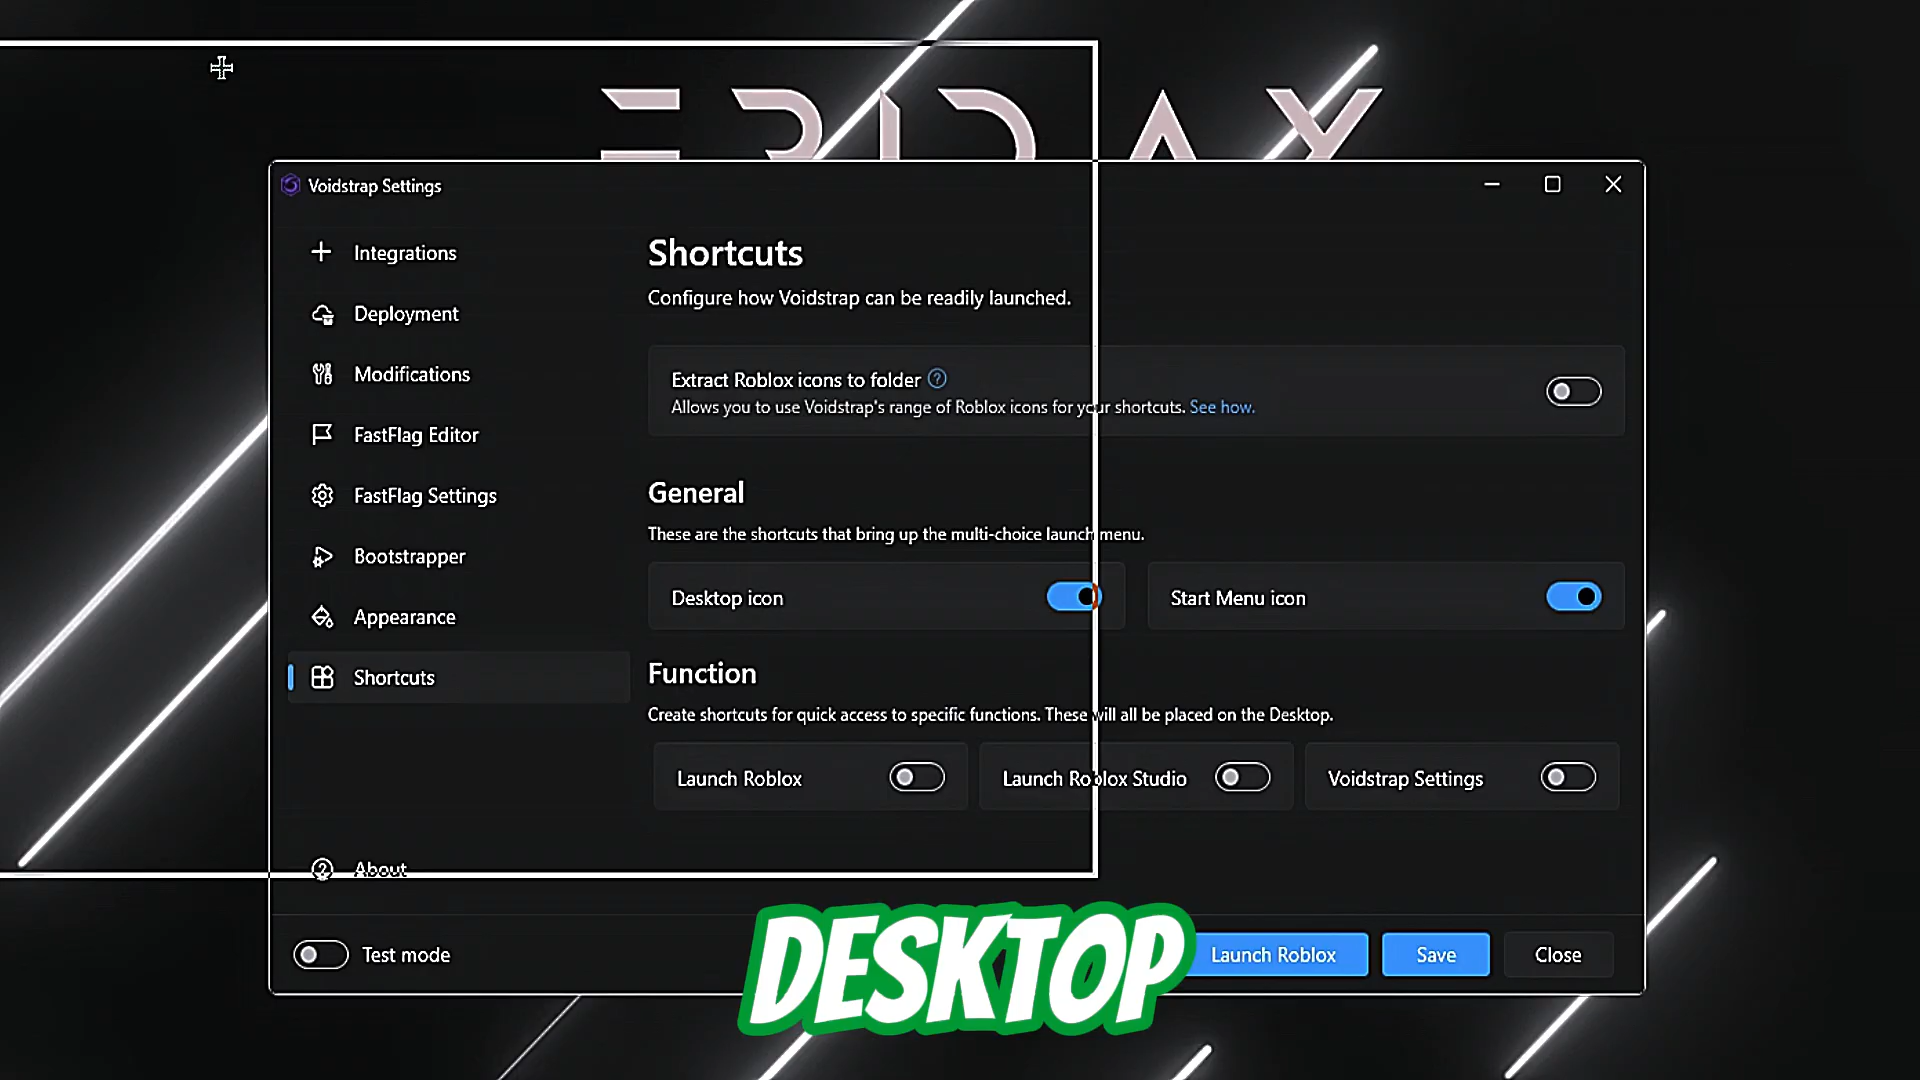 FRIDAY
Voidstrap Settings
Integrations
Deployment
Modifications
FastFlag Editor
FastFlag Settings
Bootstrapper
Appearance
Shortcuts
About
Shortcuts
Configure how Voidstrap can be readily launched.
Extract Roblox icons to folder
Allows you to use Voidstrap's range of Roblox icons for your shortcuts. See how.
General
These are the shortcuts that bring up the multi-choice launch menu.
Desktop icon
Start Menu icon
Function
Create shortcuts for quick access to specific functions. These will all be placed on the Desktop.
Launch Roblox
Launch Roblox Studio
Voidstrap Settings
Test mode
Launch Roblox
Save
Close
DESKTOP